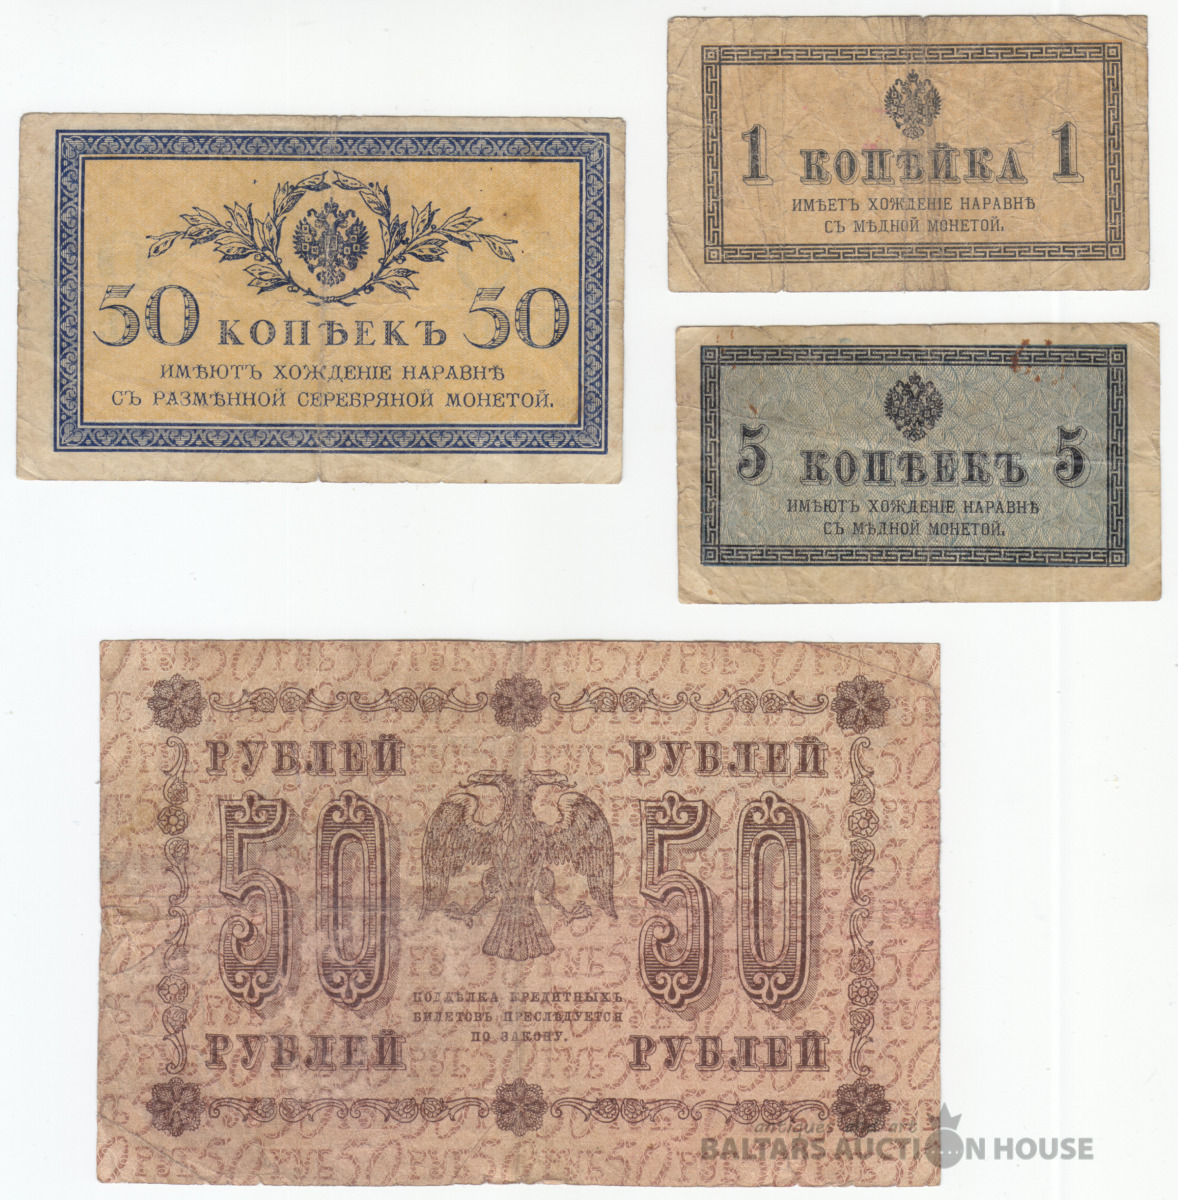 50 КОПѢЕКЪ 50
ИМѢЮТЪ ХОЖДЕНІЕ НАРАВНѢ
СЪ РАЗМѢННОЙ СЕРЕБРЯНОЙ МОНЕТОЙ.
1 КОПѢЙКА 1
ИМѢЕТЪ ХОЖДЕНІЕ НАРАВНѢ
СЪ МѢДНОЙ МОНЕТОЙ.
5 КОПѢЕКЪ 5
ИМѢЮТЪ ХОЖДЕНІЕ НАРАВНѢ
СЪ МѢДНОЙ МОНЕТОЙ.
РУБЛЕЙ РУБЛЕЙ
50 50
ПОДДѢЛКА КРЕДИТНЫХЪ
БИЛЕТОВЪ ПРЕСЛѢДУЕТСЯ
ПО ЗАКОНУ.
РУБЛЕЙ РУБЛЕЙ
BALTARS AUCTION HOUSE